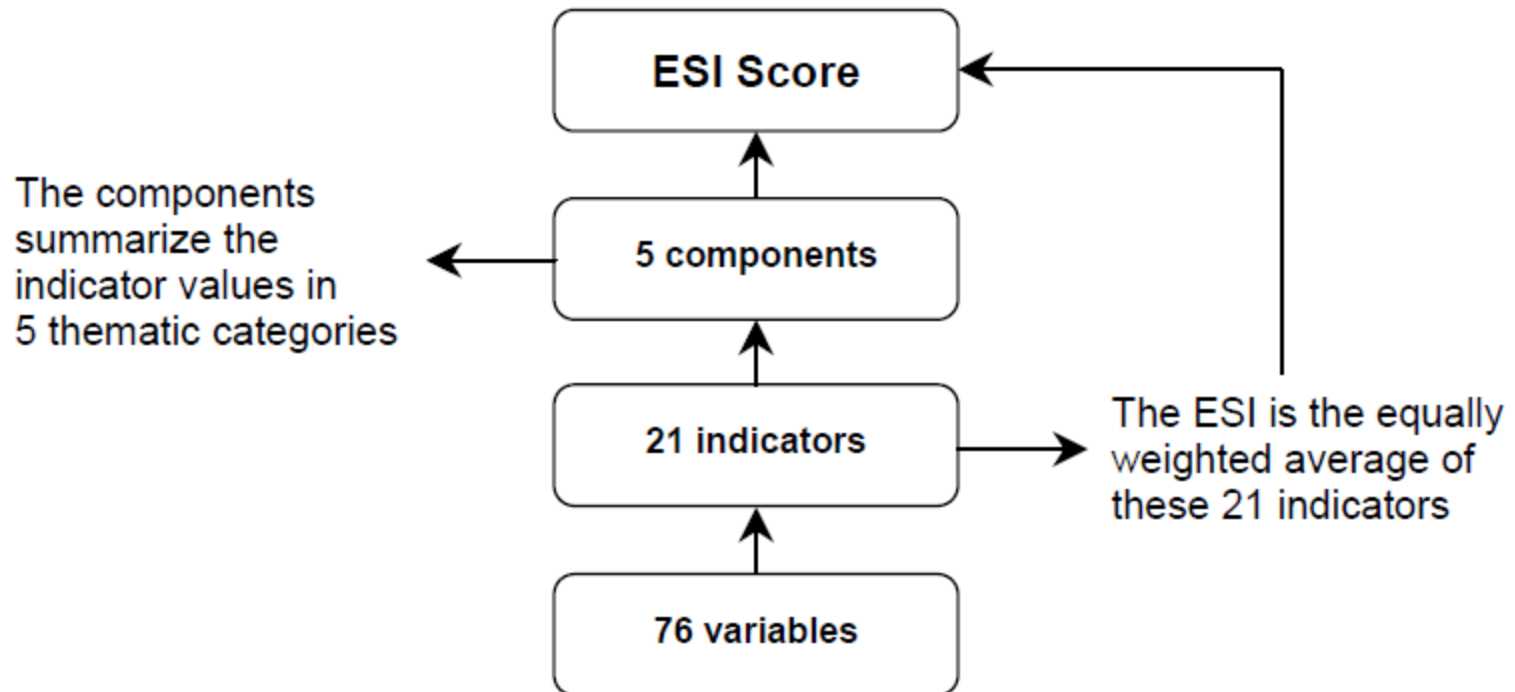 ESI Score
The components
summarize the
indicator values in
5 thematic categories
5 components
21 indicators
The ESI is the equally
weighted average of
these 21 indicators
76 variables